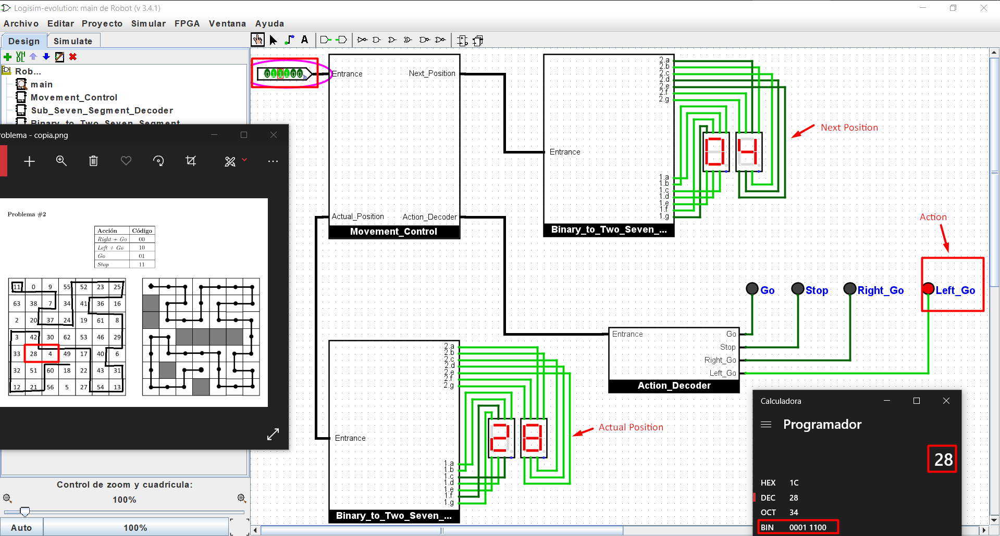 Logisim-evolution: main de Robot (v 3.4.1)
Archivo Editar Proyecto Simular FPGA Ventana Ayuda
Design Simulate
Rob...
main
Movement_Control
Sub_Seven_Segment_Decoder
Binary_to_Two_Seven_Segment
roblema - copia.png
Problema #2
Acción Código
Right + Go 00
Left + Go 10
Go 01
Stop 11
11 0 9 55 52 23 25
63 38 7 34 41 36 16
2 20 37 24 19 61 8
3 42 30 62 53 46 29
33 28 4 49 17 40 6
32 51 60 18 22 43 31
12 21 56 5 27 54 13
Control de zoom y cuadrícula:
100%
Auto 100%
011100 b
Entrance Next_Position
Actual_Position Action_Decoder
Movement_Control
2.a
2.b
2.c
2.d
2.e
2.f
2.g
Entrance
1.a
1.b
1.c
1.d
1.e
1.f
1.g
Binary_to_Two_Seven_...
04
Next Position
Action
Go Stop Right_Go Left_Go
Entrance Go
Stop
Right_Go
Left_Go
Action_Decoder
2.a
2.b
2.c
2.d
2.e
2.f
2.g
Entrance
1.a
1.b
1.c
1.d
1.e
1.f
1.g
Binary_to_Two_Seven_...
28
Actual Position
Calculadora
Programador
28
HEX 1C
DEC 28
OCT 34
BIN 0001 1100